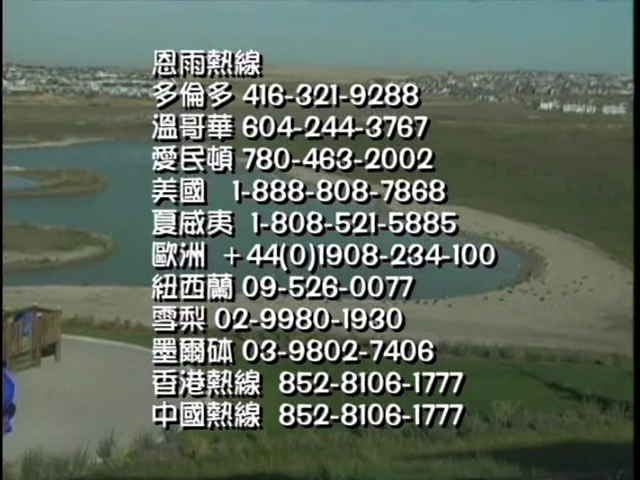 恩雨熱線
多倫多 416-321-9288
溫哥華 604-244-3767
愛民頓 780-463-2002
美國 1-888-808-7868
夏威夷 1-808-521-5885
歐洲 +44(0)1908-234-100
紐西蘭 09-526-0077
雪梨 02-9980-1930
墨爾砵 03-9802-7406
香港熱線 852-8106-1777
中國熱線 852-8106-1777